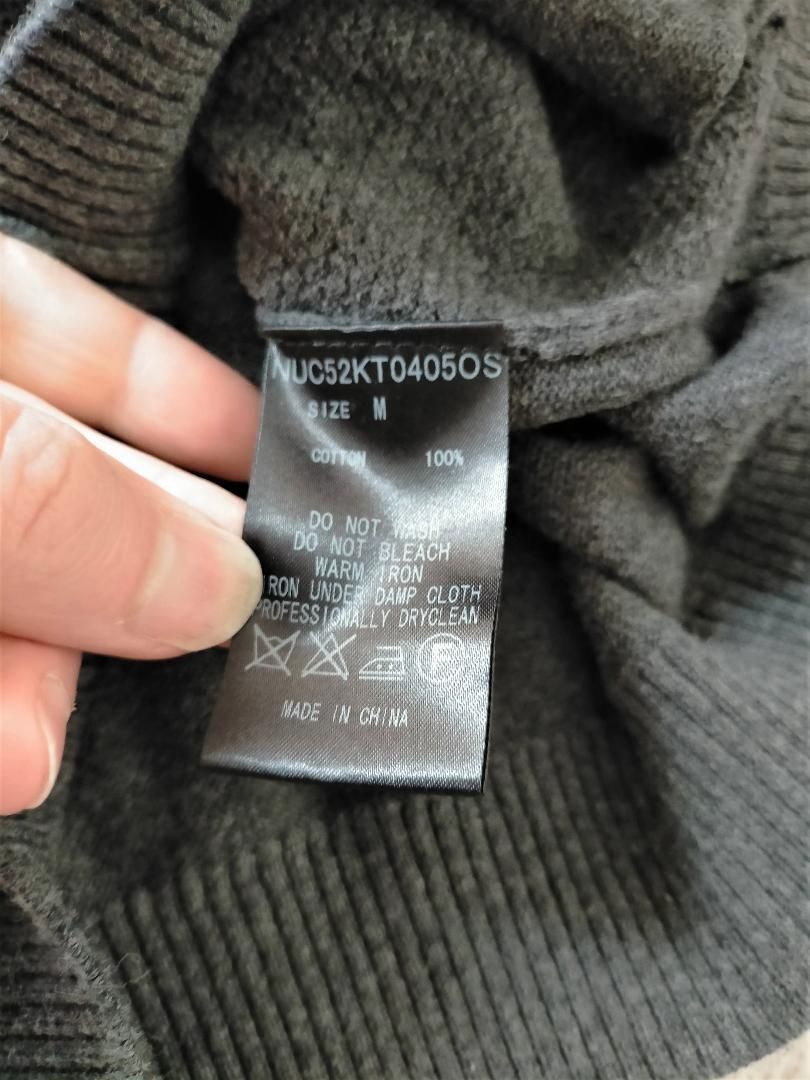 NUC52KT0405OS
SIZE M
COTTON 100%
DO NOT WASH
DO NOT BLEACH
WARM IRON
IRON UNDER DAMP CLOTH
PROFESSIONALLY DRYCLEAN
F
MADE IN CHINA